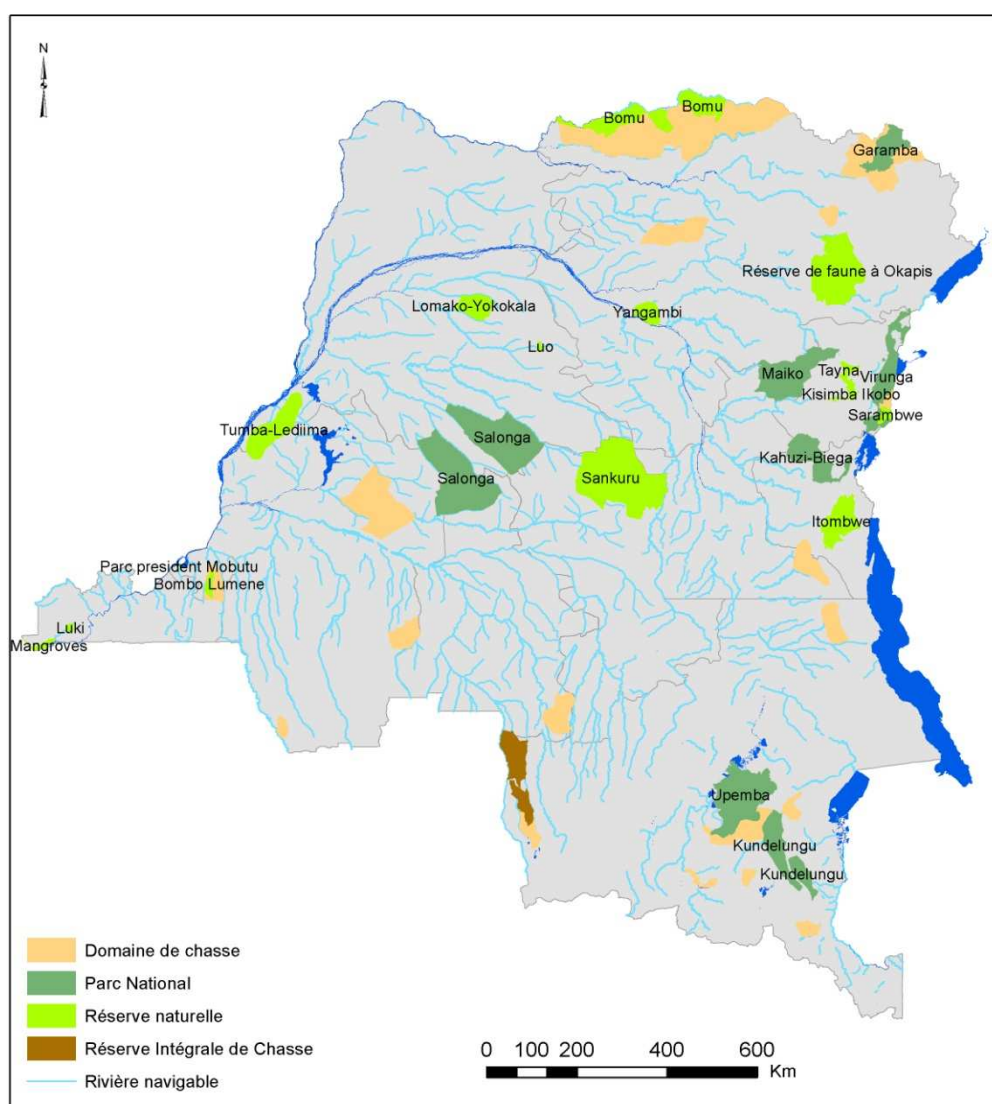 N
Bomu
Bomu
Garamba
Réserve de faune à Okapis
Lomako-Yokokala
Yangambi
Luo
Maiko
Tayna
Virunga
Kisimba Ikobo
Sarambwe
Tumba-Lediima
Salonga
Salonga
Sankuru
Kahuzi-Biega
Itombwe
Parc president Mobutu
Bombo Lumene
Luki
Mangroves
Upemba
Kundelungu
Kundelungu
Domaine de chasse
Parc National
Réserve naturelle
Réserve Intégrale de Chasse
Rivière navigable
0 100 200 400 600
Km